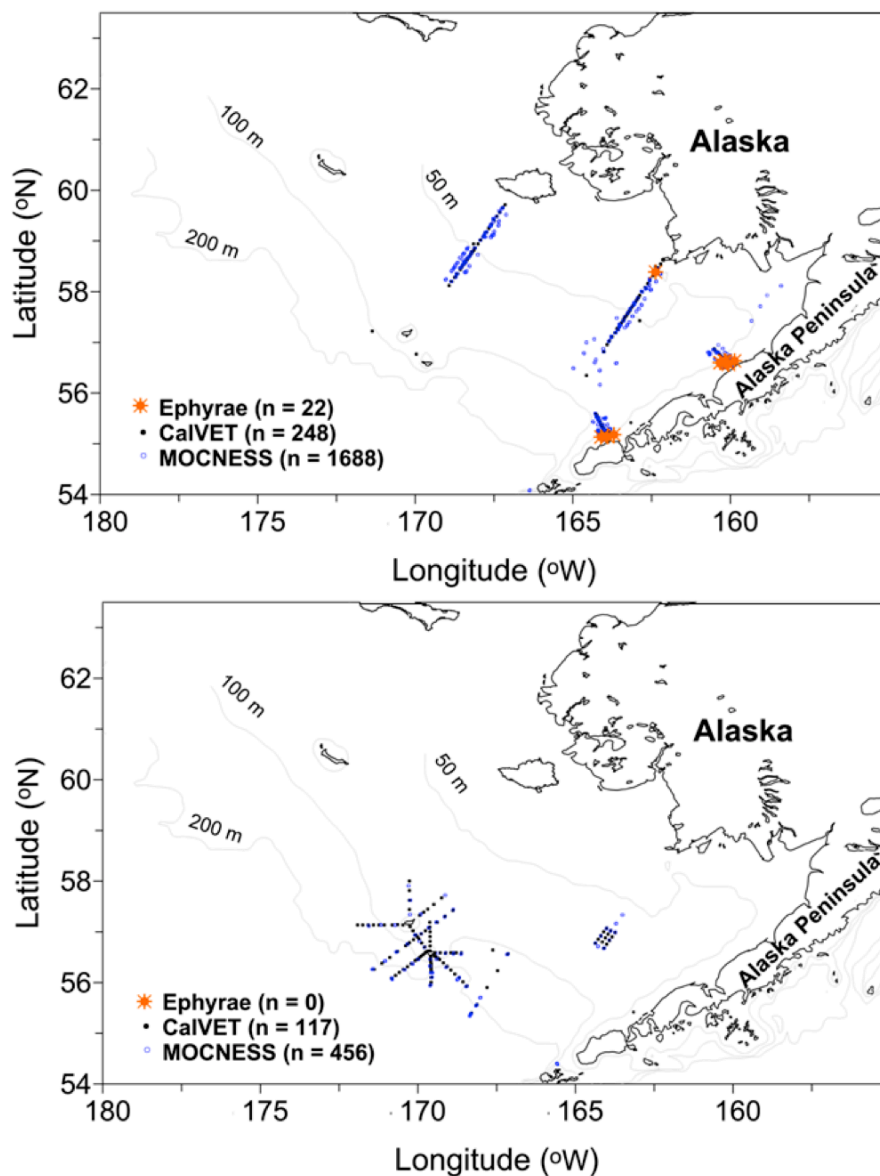 62
60
58
56
54
Latitude (ºN)
100 m
200 m
50 m
Alaska
Alaska Peninsula
Ephyrae (n = 22)
CalVET (n = 248)
MOCNESS (n = 1688)
180
175
170
165
160
Longitude (ºW)
62
60
58
56
54
Latitude (ºN)
100 m
200 m
50 m
Alaska
Alaska Peninsula
Ephyrae (n = 0)
CalVET (n = 117)
MOCNESS (n = 456)
180
175
170
165
160
Longitude (ºW)